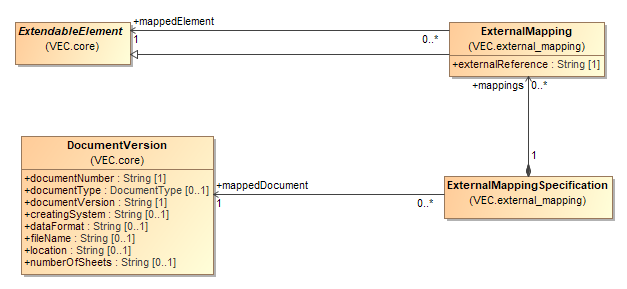 ExtendableElement
(VEC.core)
+mappedElement
1
0..*
ExternalMapping
(VEC.external_mapping)
+externalReference : String [1]
+mappings
0..*
1
DocumentVersion
(VEC.core)
+documentNumber : String [1]
+documentType : DocumentType [0..1]
+documentVersion : String [1]
+creatingSystem : String [0..1]
+dataFormat : String [0..1]
+fileName : String [0..1]
+location : String [0..1]
+numberOfSheets : String [0..1]
+mappedDocument
1
0..*
ExternalMappingSpecification
(VEC.external_mapping)